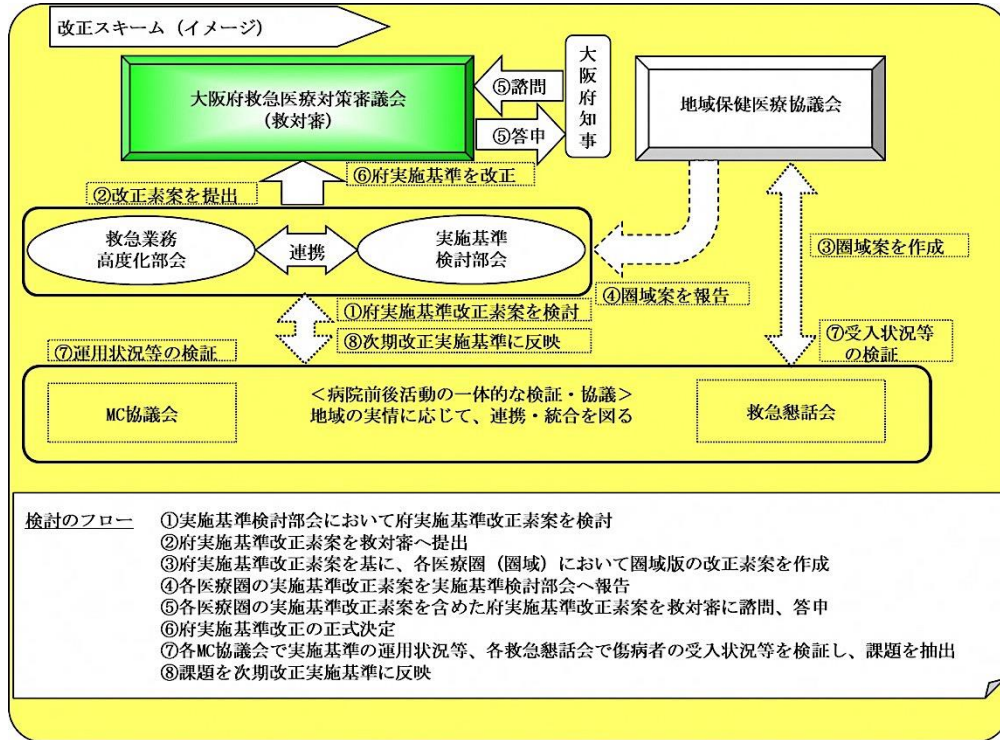 改正スキーム（イメージ）
大阪府救急医療対策審議会
（救対審）
⑤諮問
⑤答申
大阪府知事
地域保健医療協議会
②改正素案を提出
⑥府実施基準を改正
救急業務
高度化部会
連携
実施基準
検討部会
③圏域案を作成
④圏域案を報告
①府実施基準改正素案を検討
⑧次期改正実施基準に反映
⑦運用状況等の検証
⑦受入状況等
の検証
MC協議会
＜病院前後活動の一体的な検証・協議＞
地域の実情に応じて、連携・統合を図る
救急懇話会
検討のフロー　①実施基準検討部会において府実施基準改正素案を検討
②府実施基準改正素案を救対審へ提出
③府実施基準改正素案を基に、各医療圏（圏域）において圏域版の改正素案を作成
④各医療圏の実施基準改正素案を実施基準検討部会へ報告
⑤各医療圏の実施基準改正素案を含めた府実施基準改正素案を救対審に諮問、答申
⑥府実施基準改正の正式決定
⑦各MC協議会で実施基準の運用状況等、各救急懇話会で傷病者の受入状況等を検証し、課題を抽出
⑧課題を次期改正実施基準に反映